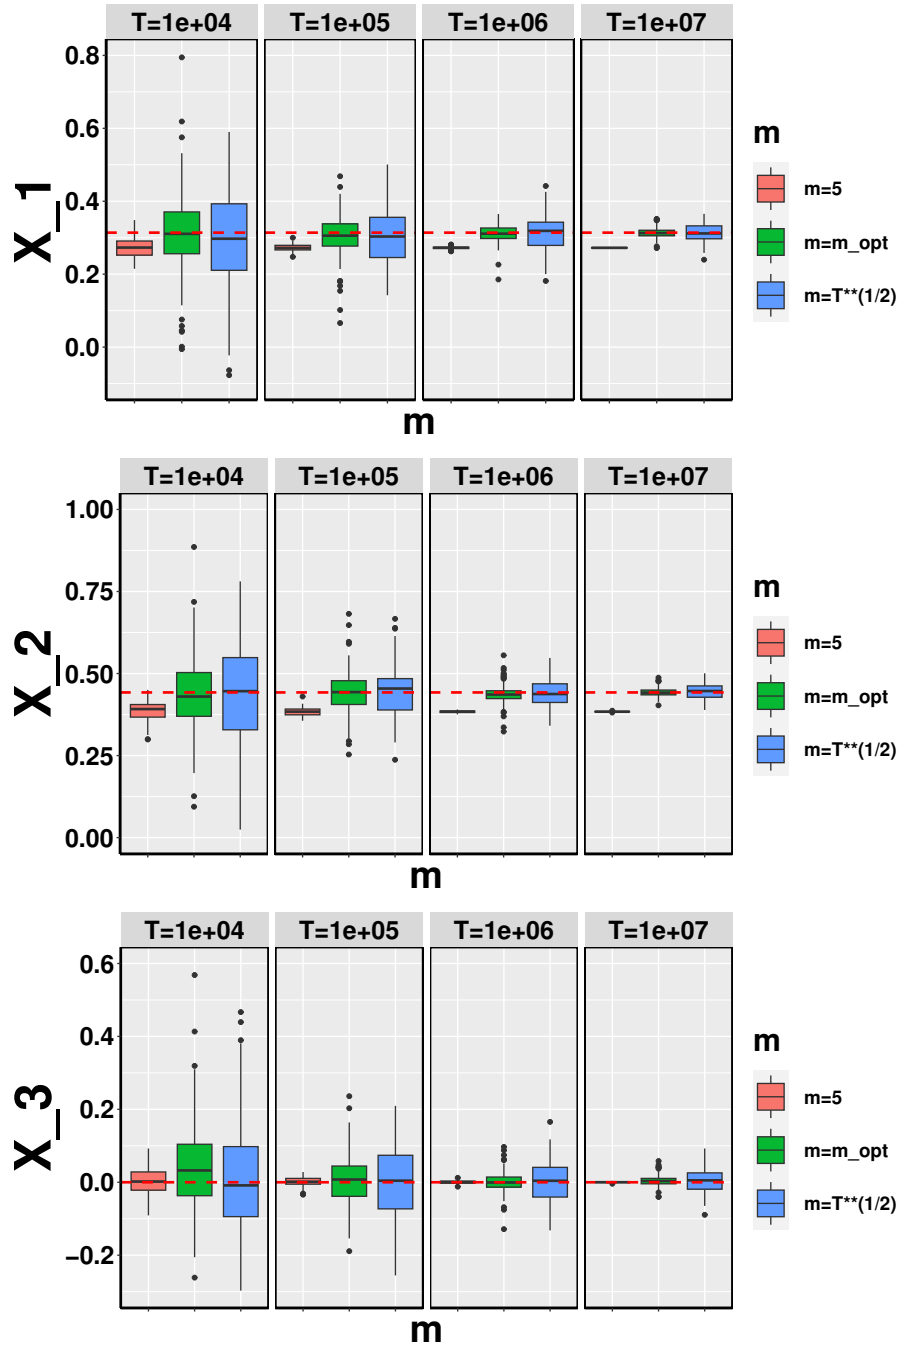 T=1e+04 T=1e+05 T=1e+06 T=1e+07
0.8
0.6
0.4
0.2
0.0
X_1
m
m
m=5
m=m_opt
m=T**(1/2)
T=1e+04 T=1e+05 T=1e+06 T=1e+07
1.00
0.75
0.50
0.25
0.00
X_2
m
m
m=5
m=m_opt
m=T**(1/2)
T=1e+04 T=1e+05 T=1e+06 T=1e+07
0.6
0.4
0.2
0.0
−0.2
X_3
m
m
m=5
m=m_opt
m=T**(1/2)